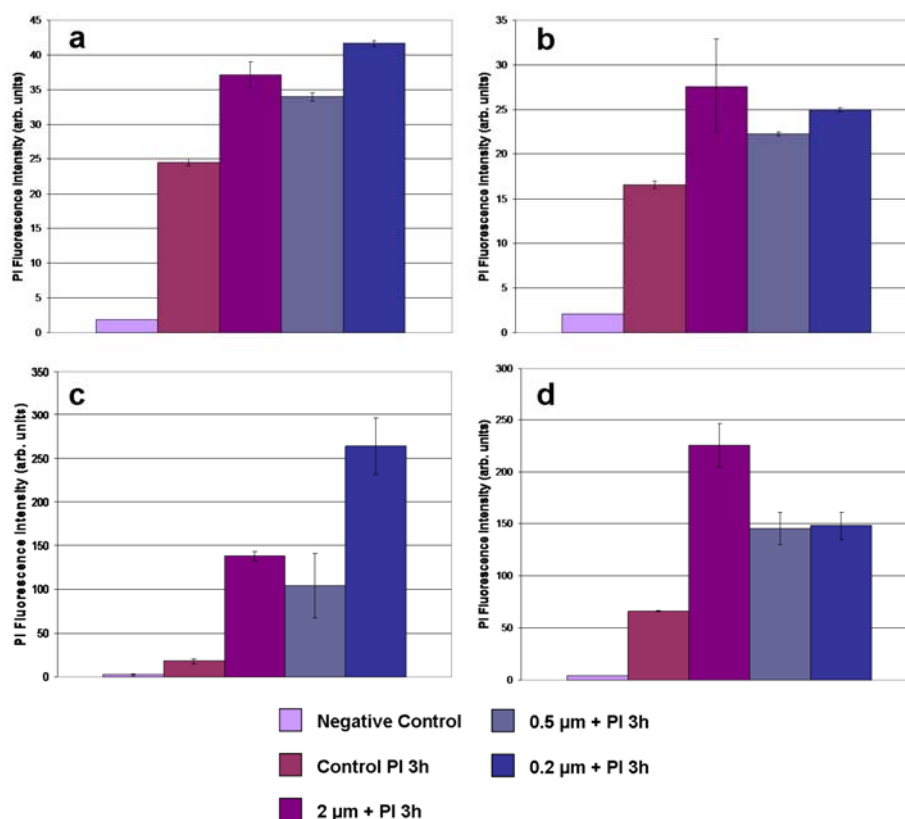 a
PI Fluorescence Intensity (arb. units)
45
40
35
30
25
20
15
10
5
0
b
PI Fluorescence Intensity (arb. units)
35
30
25
20
15
10
5
0
c
PI Fluorescence Intensity (arb. units)
350
300
250
150
100
50
0
d
PI Fluorescence Intensity (arb. units)
300
250
200
150
100
50
0
Negative Control
Control PI 3h
2 µm + PI 3h
0.5 µm + PI 3h
0.2 µm + PI 3h